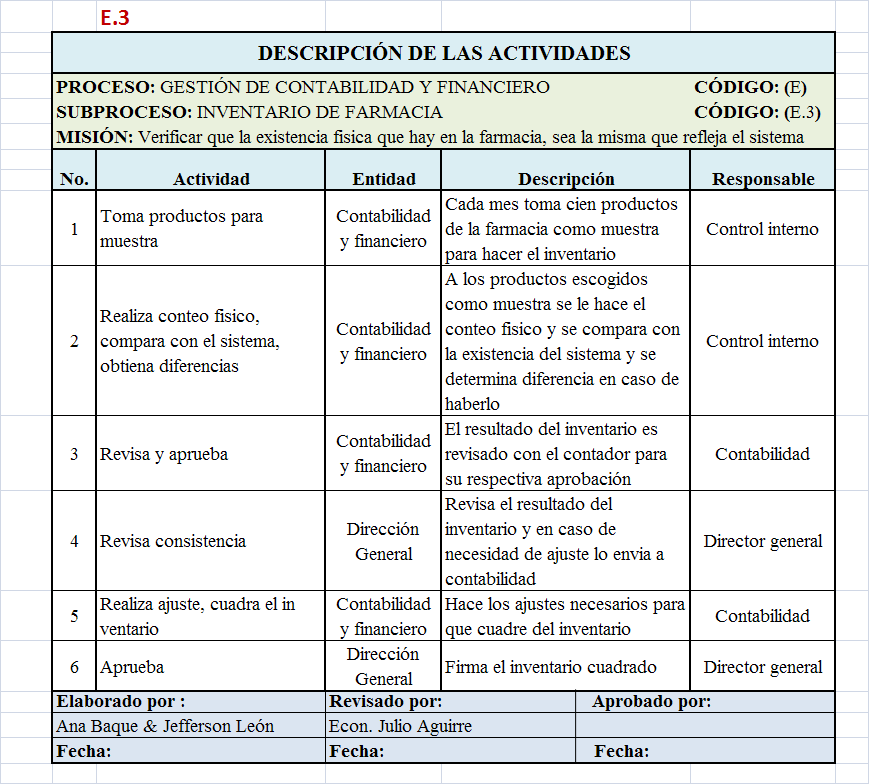 E.3
DESCRIPCIÓN DE LAS ACTIVIDADES
PROCESO: GESTIÓN DE CONTABILIDAD Y FINANCIERO CÓDIGO: (E)
SUBPROCESO: INVENTARIO DE FARMACIA CÓDIGO: (E.3)
MISIÓN: Verificar que la existencia fisica que hay en la farmacia, sea la misma que refleja el sistema
No. Actividad Entidad Descripción Responsable
1
Toma productos para
muestra
Contabilidad
y financiero
Cada mes toma cien productos
de la farmacia como muestra
para hacer el inventario
Control interno
2
Realiza conteo fisico,
compara con el sistema,
obtiena diferencias
Contabilidad
y financiero
A los productos escogidos
como muestra se le hace el
conteo fisico y se compara con
la existencia del sistema y se
determina diferencia en caso de
haberlo
Control interno
3
Revisa y aprueba
Contabilidad
y financiero
El resultado del inventario es
revisado con el contador para
su respectiva aprobación
Contabilidad
4
Revisa consistencia
Dirección
General
Revisa el resultado del
inventario y en caso de
necesidad de ajuste lo envia a
contabilidad
Director general
5
Realiza ajuste, cuadra el in
ventario
Contabilidad
y financiero
Hace los ajustes necesarios para
que cuadre del inventario
Contabilidad
6
Aprueba
Dirección
General
Firma el inventario cuadrado
Director general
Elaborado por : Revisado por: Aprobado por:
Ana Baque & Jefferson León Econ. Julio Aguirre
Fecha: Fecha: Fecha: